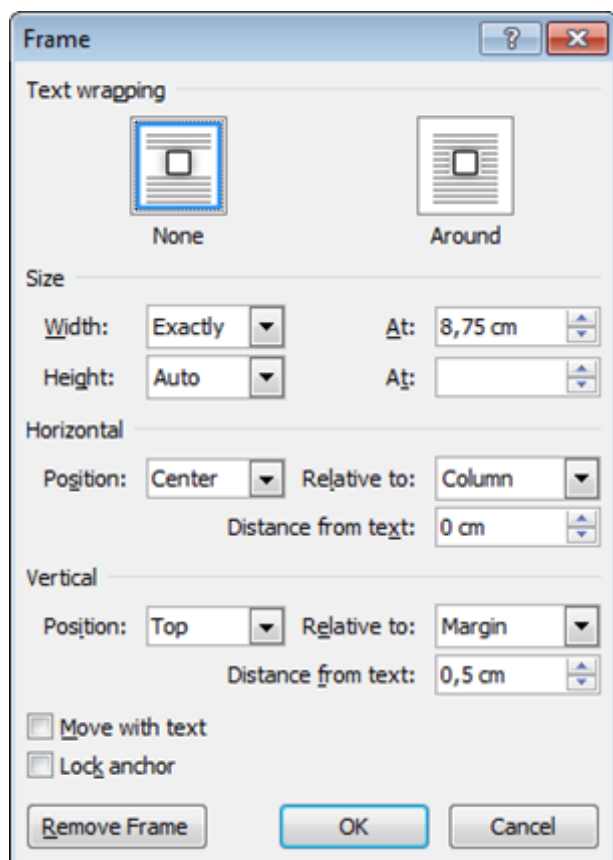 Frame ?
Text wrapping
None Around
Size
Width: Exactly At: 8,75 cm
Height: Auto At:
Horizontal
Position: Center Relative to: Column
Distance from text: 0 cm
Vertical
Position: Top Relative to: Margin
Distance from text: 0,5 cm
Move with text
Lock anchor
Remove Frame OK Cancel